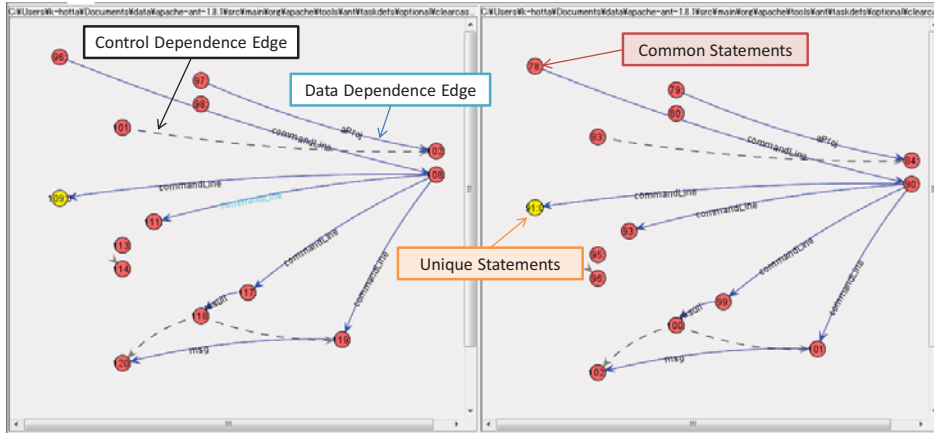 C:¥Users¥k-hotta¥Documents¥data¥apache-ant-1.8.1¥src¥main¥org¥apache¥tools¥ant¥taskdefs¥optional¥clearcas...
96
Control Dependence Edge
97
98
Data Dependence Edge
101
aProj
commandLine
102
108
commandLine
109:0
commandLine
111
113
114
commandLine
commandLine
117
118
119
msg
120
C:¥Users¥k-hotta¥Documents¥data¥apache-ant-1.8.1¥src¥main¥org¥apache¥tools¥ant¥taskdefs¥optional¥clearcas...
78
Common Statements
79
80
83
aProj
commandLine
84
90
commandLine
91:0
commandLine
93
95
96
Unique Statements
commandLine
commandLine
99
100
101
msg